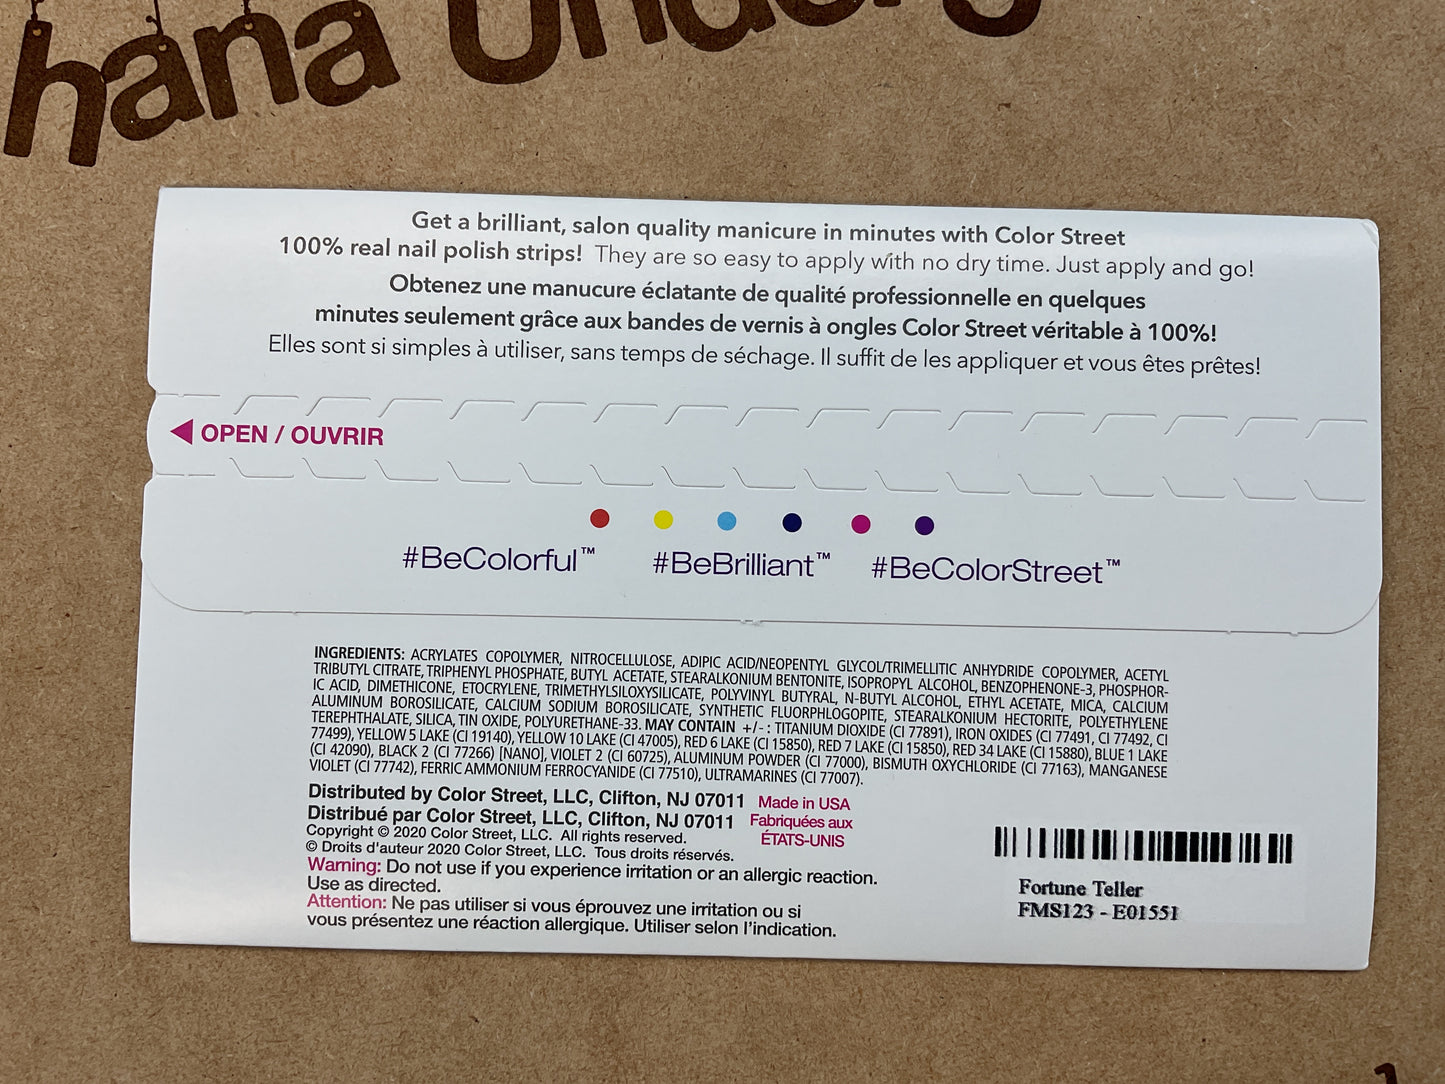 hana
Get a brilliant, salon quality manicure in minutes with Color Street
100% real nail polish strips! They are so easy to apply with no dry time. Just apply and go!
Obtenez une manucure éclatante de qualité professionnelle en quelques
minutes seulement grâce aux bandes de vernis à ongles Color Street véritable à 100%!
Elles sont si simples à utiliser, sans temps de séchage. Il suffit de les appliquer et vous êtes prêtes!
OPEN / OUVRIR
#BeColorful™ #BeBrilliant™ #BeColorStreet™
INGREDIENTS: ACRYLATES COPOLYMER, NITROCELLULOSE, ADIPIC ACID/NEOPENTYL GLYCOL/TRIMELLITIC ANHYDRIDE COPOLYMER, ACETYL
TRIBUTYL CITRATE, TRIPHENYL PHOSPHATE, BUTYL ACETATE, STEARALKONIUM BENTONITE, ISOPROPYL ALCOHOL, BENZOPHENONE-3, PHOSPHOR-
IC ACID, DIMETHICONE, ETOCRYLENE, TRIMETHYLSILOXYSILICATE, POLYVINYL BUTYRAL, N-BUTYL ALCOHOL, ETHYL ACETATE, MICA, CALCIUM
ALUMINUM BOROSILICATE, CALCIUM SODIUM BOROSILICATE, SYNTHETIC FLUORPHLOGOPITE, STEARALKONIUM HECTORITE, POLYETHYLENE
TEREPHTHALATE, SILICA, TIN OXIDE, POLYURETHANE-33. MAY CONTAIN +/- : TITANIUM DIOXIDE (CI 77891), IRON OXIDES (CI 77491, CI 77492, CI
77499), YELLOW 5 LAKE (CI 19140), YELLOW 10 LAKE (CI 47005), RED 6 LAKE (CI 15850), RED 7 LAKE (CI 15850), RED 34 LAKE (CI 15880), BLUE 1 LAKE
(CI 42090), BLACK 2 (CI 77266) [NANO], VIOLET 2 (CI 60725), ALUMINUM POWDER (CI 77000), BISMUTH OXYCHLORIDE (CI 77163), MANGANESE
VIOLET (CI 77742), FERRIC AMMONIUM FERROCYANIDE (CI 77510), ULTRAMARINES (CI 77007).
Distributed by Color Street, LLC, Clifton, NJ 07011
Distribué par Color Street, LLC, Clifton, NJ 07011
Made in USA
Fabriquées aux
ÉTATS-UNIS
Copyright © 2020 Color Street, LLC. All rights reserved.
© Droits d'auteur 2020 Color Street, LLC. Tous droits réservés.
Warning: Do not use if you experience irritation or an allergic reaction.
Use as directed.
Attention: Ne pas utiliser si vous éprouvez une irritation ou si
vous présentez une réaction allergique. Utiliser selon l'indication.
Fortune Teller
FMS123 - E01551